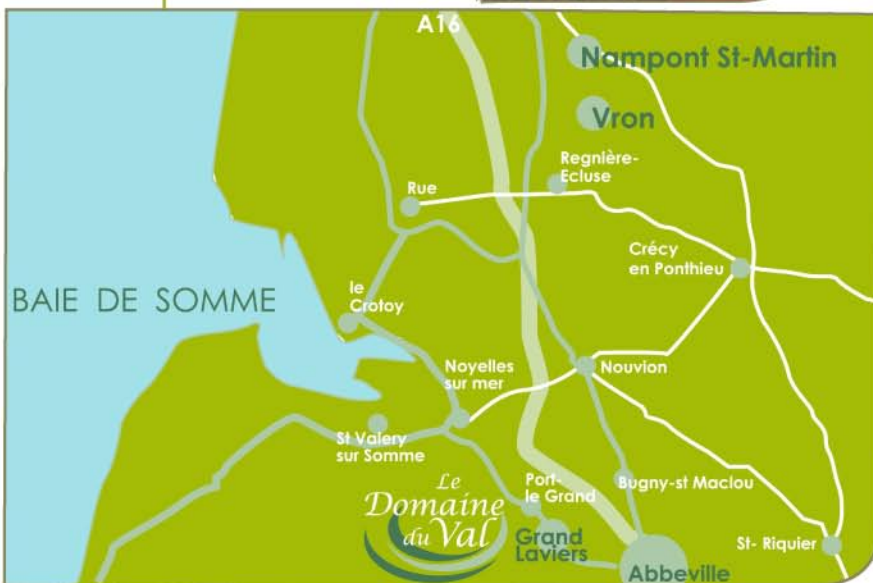 A16
Nampont St-Martin
Vron
Regnière-
Ecluse
Rue
Crécy
en Ponthieu
BAIE DE SOMME
le
Crotoy
Noyelles
sur mer
Nouvion
St Valery
sur Somme
Le
Domaine
du Val
Port-
le Grand
Bugny-st Maclou
Grand
Laviers
St- Riquier
Abbeville